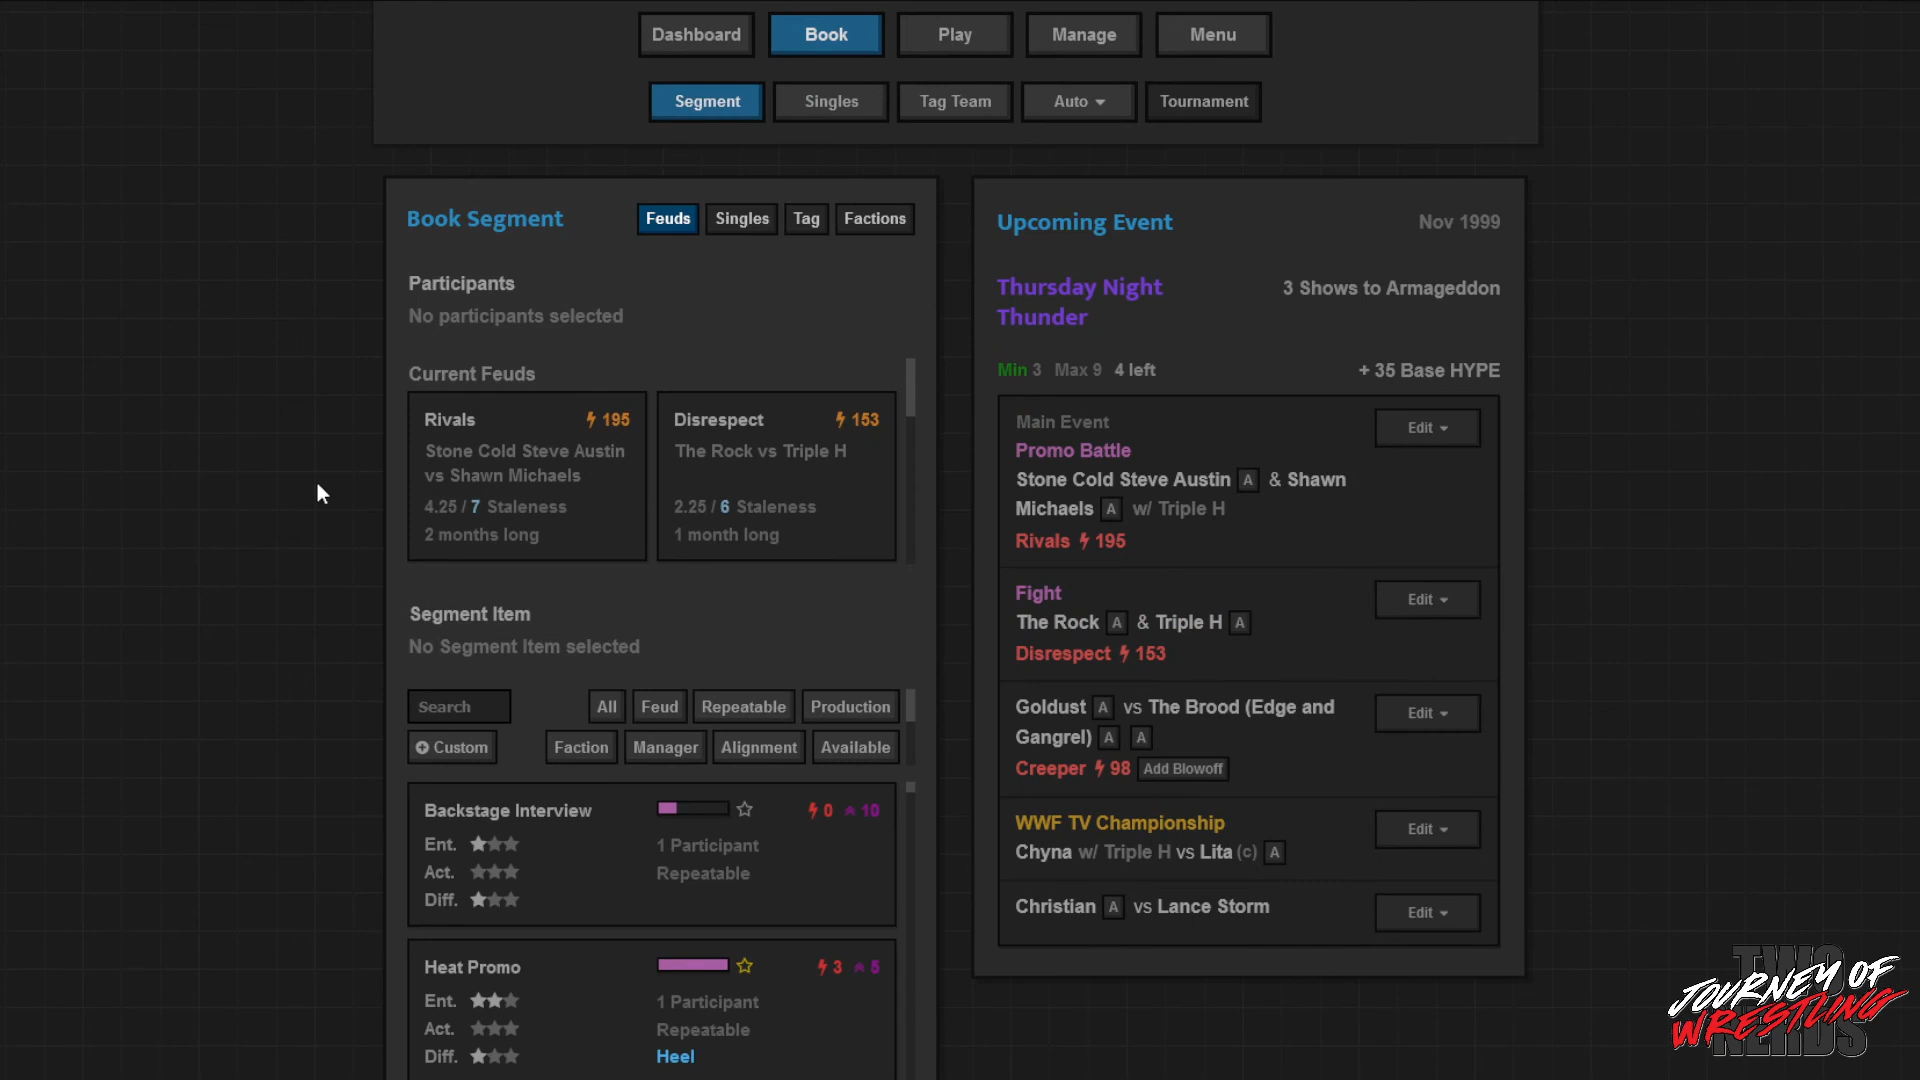 Dashboard Book Play Manage Menu
Segment Singles Tag Team Auto Tournament
Book Segment Feuds Singles Tag Factions
Participants
No participants selected
Current Feuds
Rivals 195
Stone Cold Steve Austin
vs Shawn Michaels
4.25 / 7 Staleness
2 months long
Disrespect 153
The Rock vs Triple H
2.25 / 6 Staleness
1 month long
Segment Item
No Segment Item selected
Search All Feud Repeatable Production
Custom Faction Manager Alignment Available
Backstage Interview 0 10
Ent. 1 Participant
Act. Repeatable
Diff.
Heat Promo 3 5
Ent. 1 Participant
Act. Repeatable
Diff. Heel
Upcoming Event Nov 1999
Thursday Night
Thunder
3 Shows to Armageddon
Min 3 Max 9 4 left + 35 Base HYPE
Main Event Edit
Promo Battle
Stone Cold Steve Austin A & Shawn
Michaels A w/ Triple H
Rivals 195
Fight Edit
The Rock A & Triple H A
Disrespect 153
Goldust A vs The Brood (Edge and Edit
Gangrel) A A
Creeper 98 Add Blowoff
WWF TV Championship Edit
Chyna w/ Triple H vs Lita (c) A
Christian A vs Lance Storm Edit
TWO
JOURNEY OF
WRESTLING
NERDS